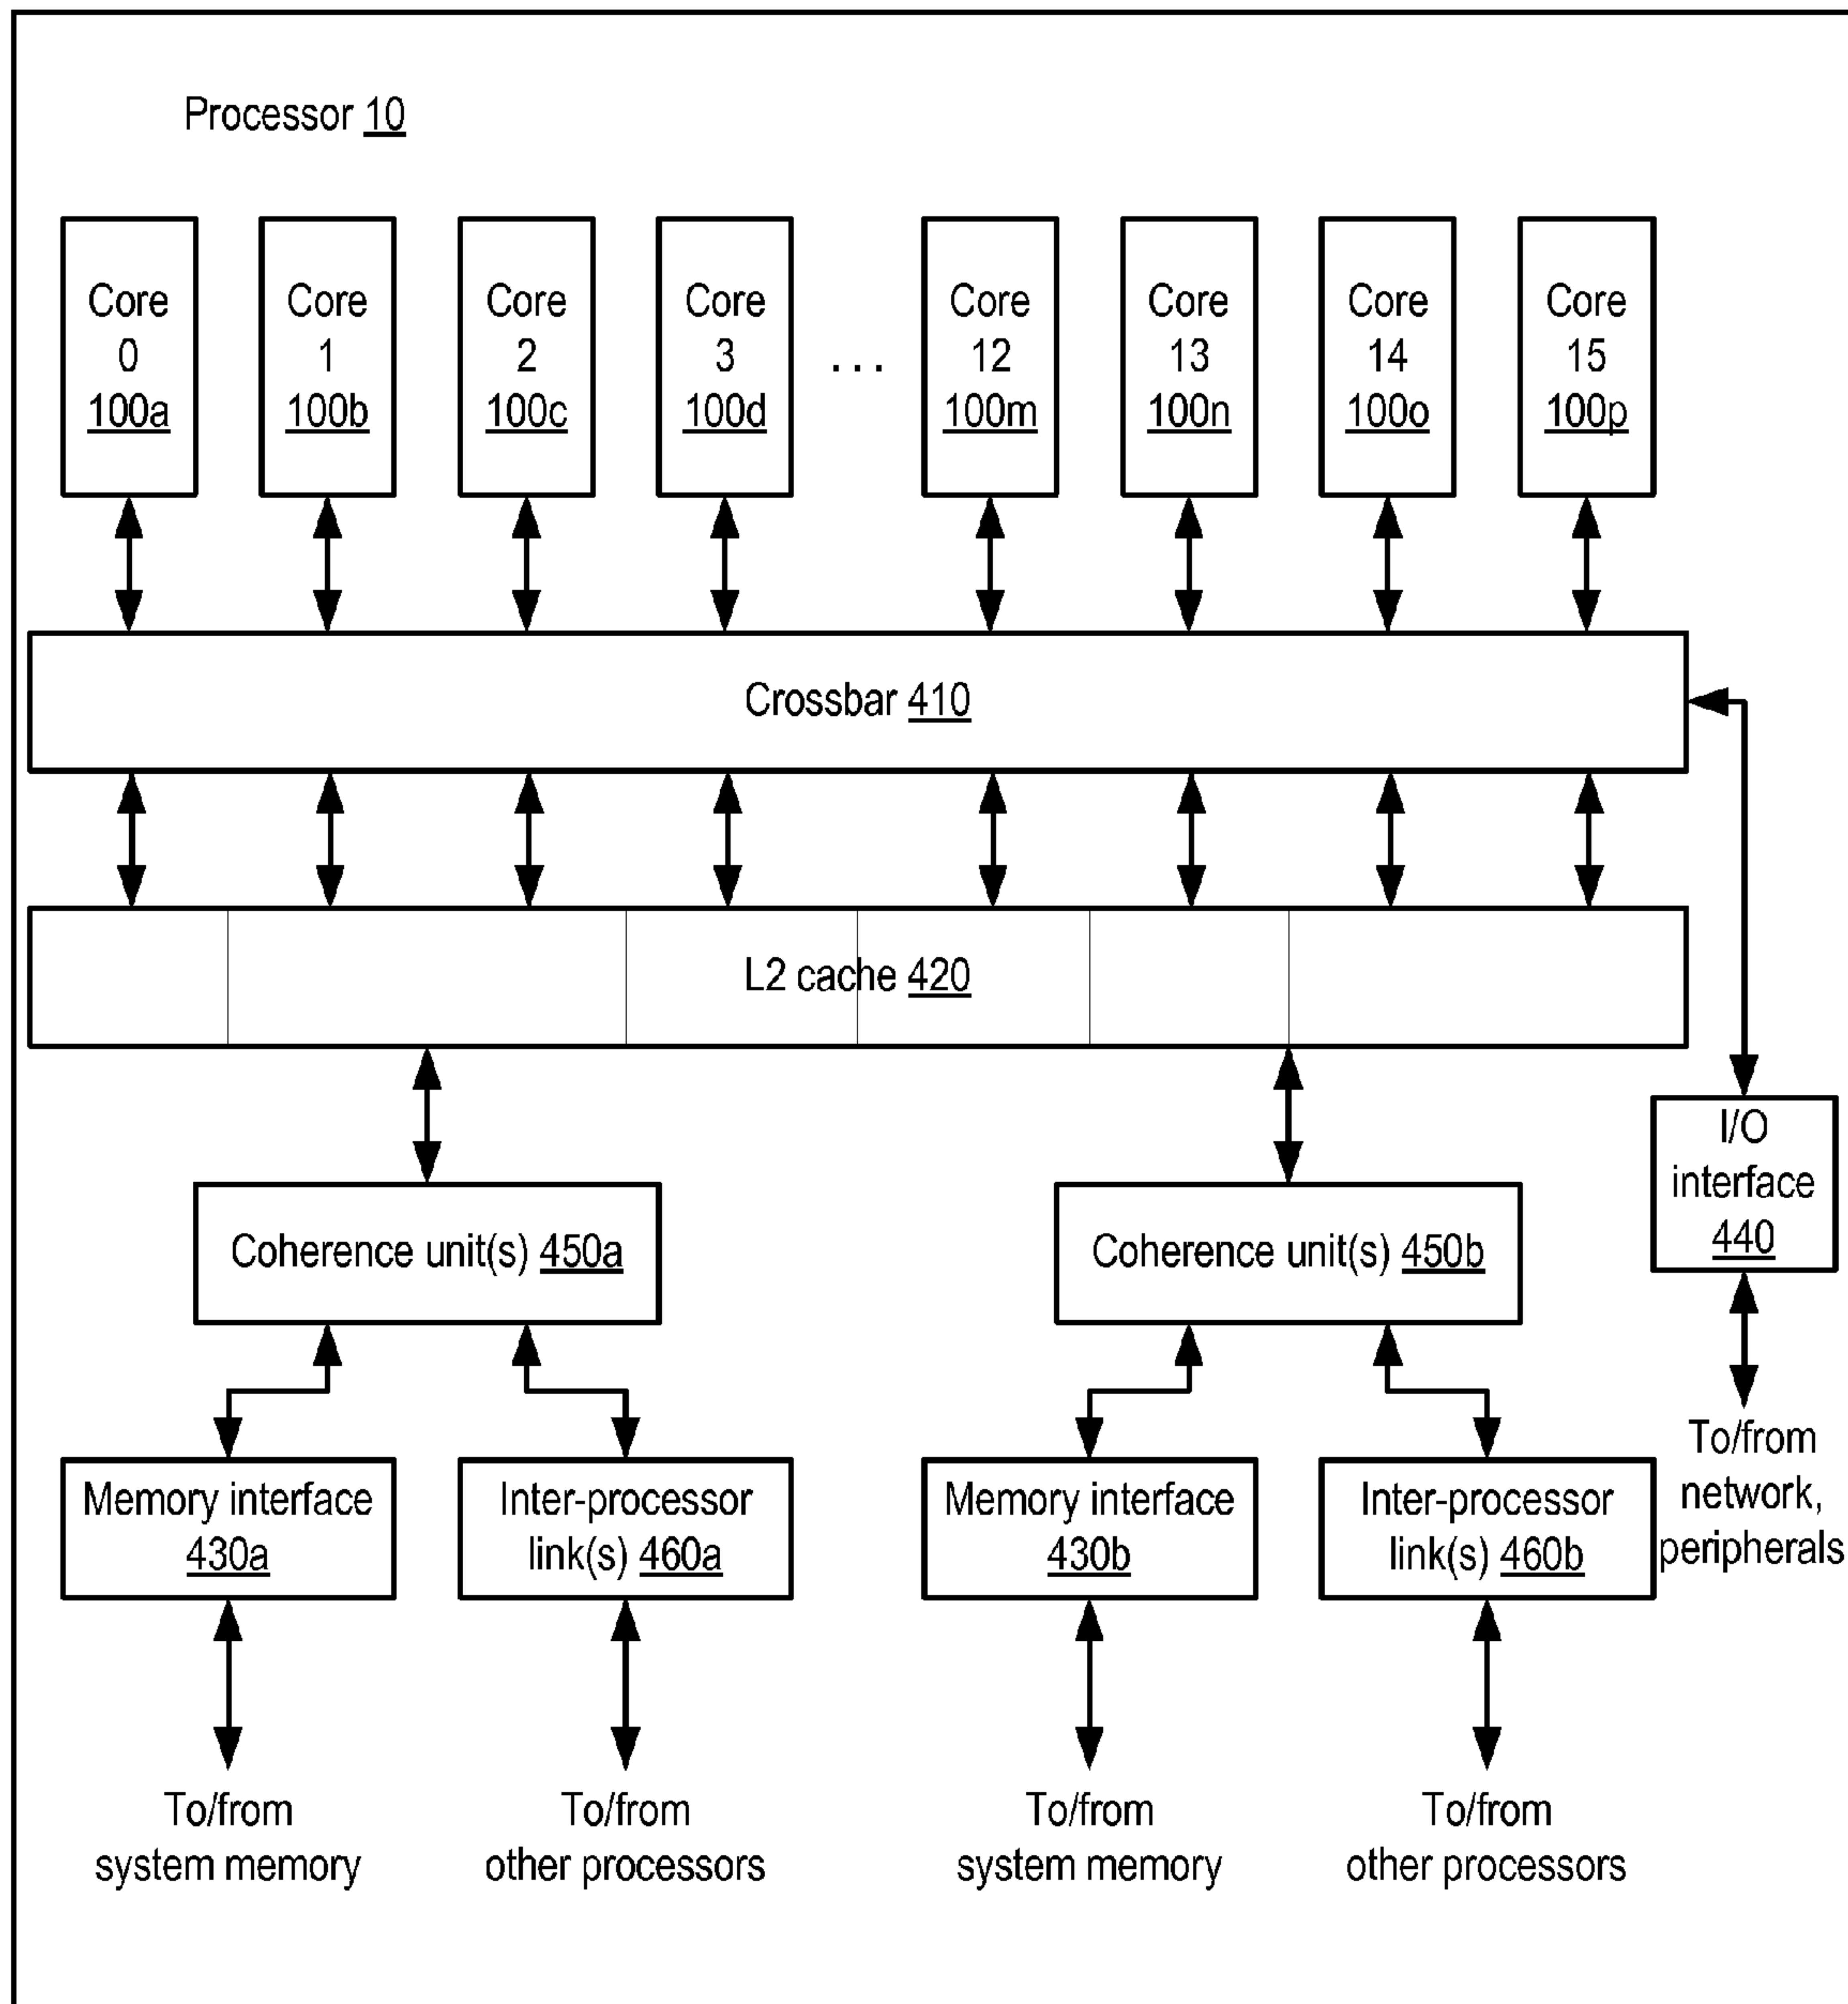 Processor 10
Core
0
100a
Core
1
100b
Core
2
100c
Core
3
100d
...
Core
12
100m
Core
13
100n
Core
14
100o
Core
15
100p
Crossbar 410
L2 cache 420
I/O
interface
440
Coherence unit(s) 450a
Coherence unit(s) 450b
To/from
network,
peripherals
Memory interface
430a
Inter-processor
link(s) 460a
Memory interface
430b
Inter-processor
link(s) 460b
To/from
system memory
To/from
other processors
To/from
system memory
To/from
other processors